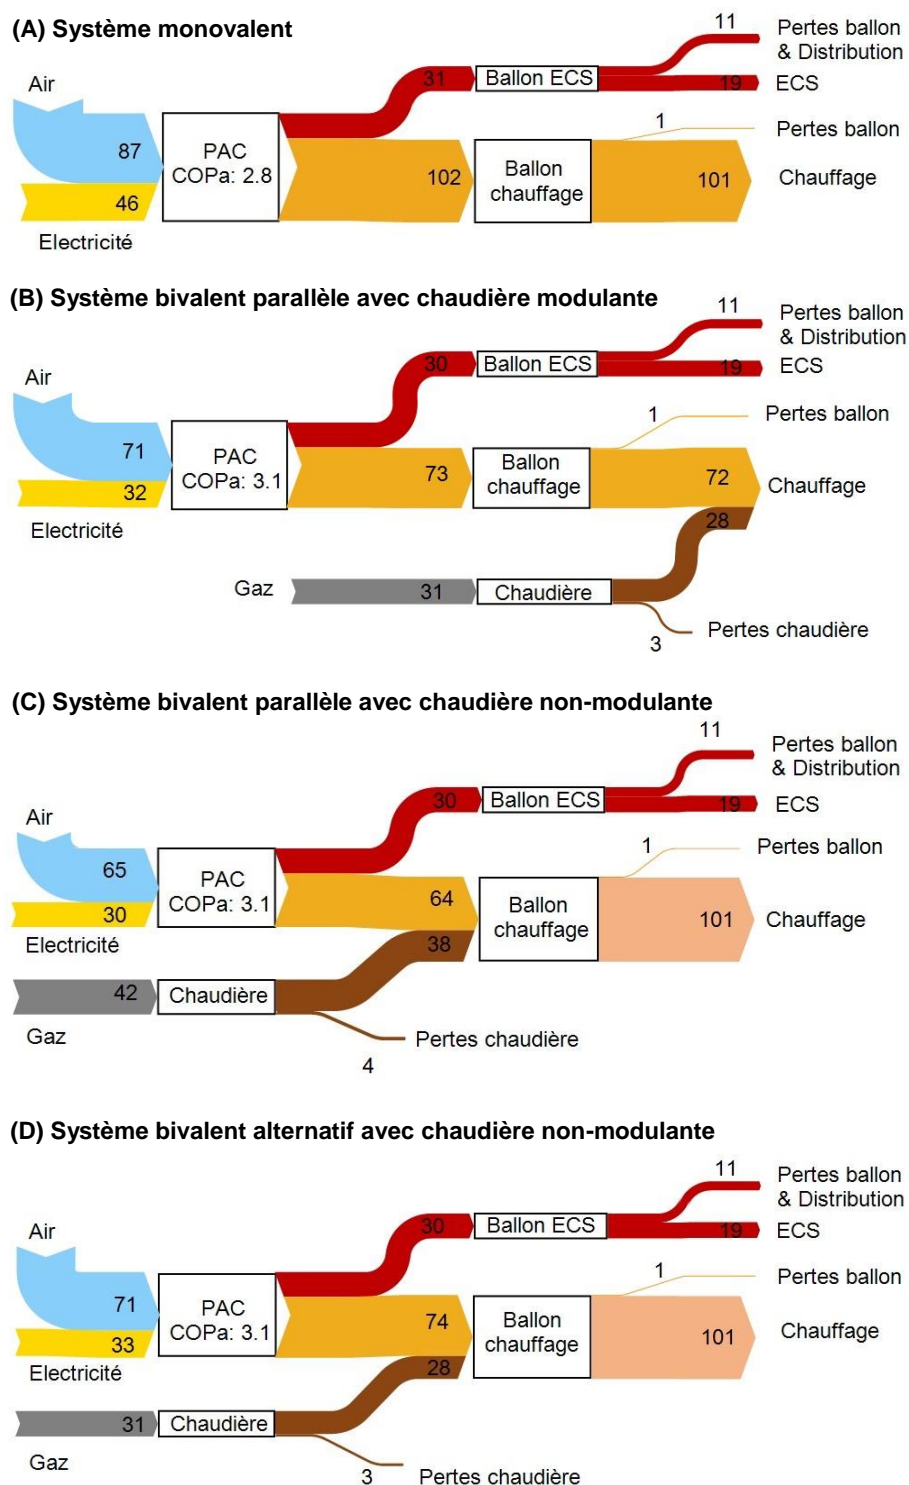 (A) Système monovalent
11
Pertes ballon
& Distribution
Air
31
Ballon ECS
19
ECS
1
Pertes ballon
87
PAC
COPa: 2.8
102
Ballon
chauffage
101
Chauffage
46
Electricité
(B) Système bivalent parallèle avec chaudière modulante
11
Pertes ballon
& Distribution
Air
30
Ballon ECS
19
ECS
1
Pertes ballon
71
PAC
COPa: 3.1
73
Ballon
chauffage
72
Chauffage
32
28
Electricité
Gaz
31
Chaudière
3
Pertes chaudière
(C) Système bivalent parallèle avec chaudière non-modulante
11
Pertes ballon
& Distribution
30
Ballon ECS
19
ECS
Air
1
Pertes ballon
65
PAC
COPa: 3.1
64
Ballon
chauffage
101
Chauffage
30
38
Electricité
42
Chaudière
Gaz
Pertes chaudière
4
(D) Système bivalent alternatif avec chaudière non-modulante
11
Pertes ballon
& Distribution
Air
30
Ballon ECS
19
ECS
1
Pertes ballon
71
PAC
COPa: 3.1
74
Ballon
chauffage
101
Chauffage
33
28
Electricité
31
Chaudière
Gaz
3
Pertes chaudière